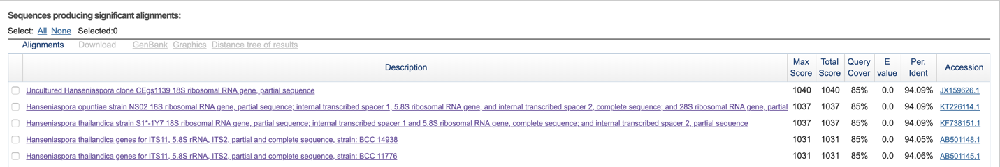 Sequences producing significant alignments:
Select: All None Selected:0
Alignments Download GenBank Graphics Distance tree of results
Description Max Score Total Score Query Cover E value Per. Ident Accession
Uncultured Hanseniaspora clone CEgs1139 18S ribosomal RNA gene, partial sequence 1040 1040 85% 0.0 94.09% JX159626.1
Hanseniaspora opuntiae strain NS02 18S ribosomal RNA gene, partial sequence; internal transcribed spacer 1, 5.8S ribosomal RNA gene, and internal transcribed spacer 2, complete sequence; and 28S ribosomal RNA gene, partial 1037 1037 85% 0.0 94.09% KT226114.1
Hanseniaspora thailandica strain S1*-1Y7 18S ribosomal RNA gene, partial sequence; internal transcribed spacer 1 and 5.8S ribosomal RNA gene, complete sequence; and internal transcribed spacer 2, partial sequence 1037 1037 85% 0.0 94.09% KF738151.1
Hanseniaspora thailandica genes for ITS11, 5.8S rRNA, ITS2, partial and complete sequence, strain: BCC 14938 1031 1031 85% 0.0 94.05% AB501148.1
Hanseniaspora thailandica genes for ITS11, 5.8S rRNA, ITS2, partial and complete sequence, strain: BCC 11776 1031 1031 85% 0.0 94.06% AB501145.1